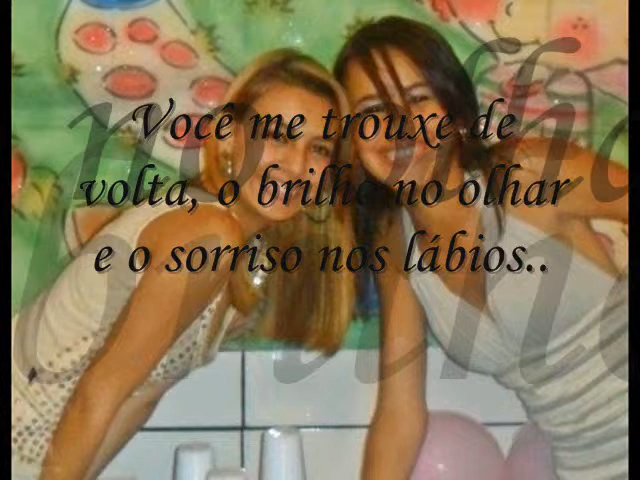 Você me trouxe de
volta, o brilho no olhar
e o sorriso nos lábios..